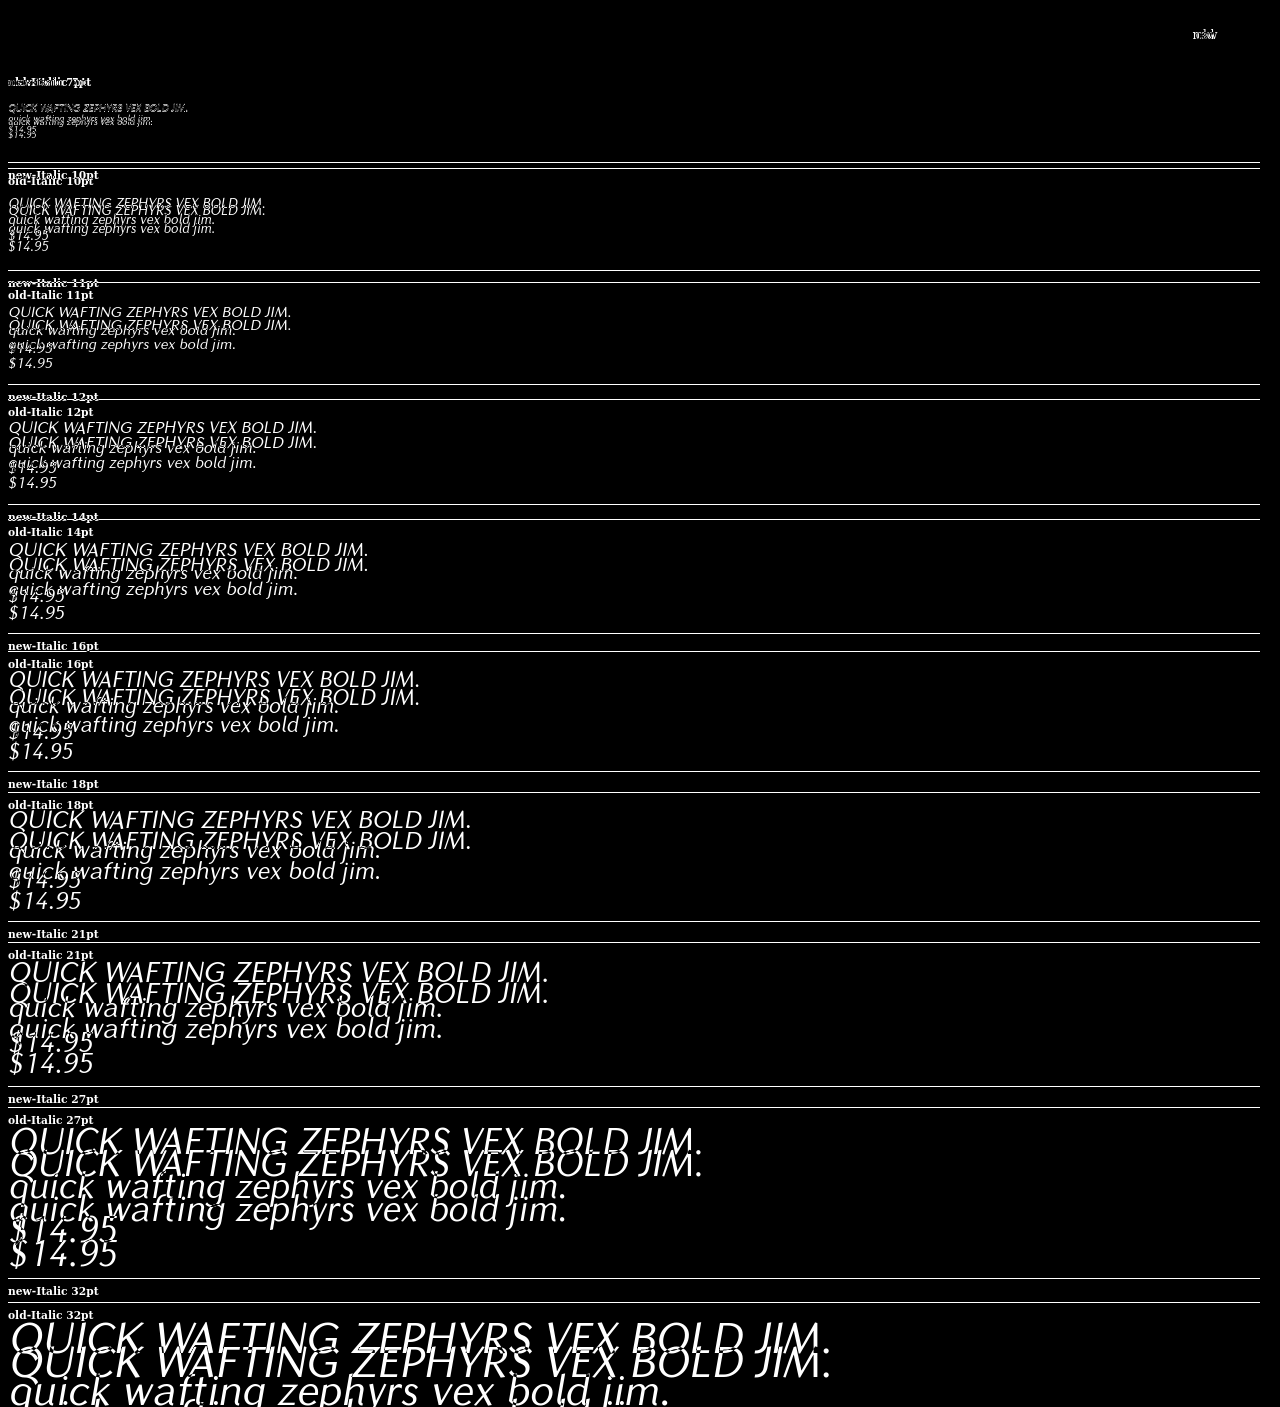 QUICK WAFTING ZEPHYRS VEX BOLD JIM.
quick wafting zephyrs vex bold jim.
quick wafting zephyrs vex bold jim.
$14.95
$14.95
new-Italic 10pt
old-Italic 10pt
QUICK WAFTING ZEPHYRS VEX BOLD JIM.
QUICK WAFTING ZEPHYRS VEX BOLD JIM.
quick wafting zephyrs vex bold jim.
quick wafting zephyrs vex bold jim.
$14.95
$14.95
new-Italic 11pt
old-Italic 11pt
QUICK WAFTING ZEPHYRS VEX BOLD JIM.
QUICK WAFTING ZEPHYRS VEX BOLD JIM.
quick wafting zephyrs vex bold jim.
quick wafting zephyrs vex bold jim.
$14.95
$14.95
new-Italic 12pt
old-Italic 12pt
QUICK WAFTING ZEPHYRS VEX BOLD JIM.
QUICK WAFTING ZEPHYRS VEX BOLD JIM.
quick wafting zephyrs vex bold jim.
quick wafting zephyrs vex bold jim.
$14.95
$14.95
new-Italic 14pt
old-Italic 14pt
QUICK WAFTING ZEPHYRS VEX BOLD JIM.
QUICK WAFTING ZEPHYRS VEX BOLD JIM.
quick wafting zephyrs vex bold jim.
quick wafting zephyrs vex bold jim.
$14.95
$14.95
new-Italic 16pt
old-Italic 16pt
QUICK WAFTING ZEPHYRS VEX BOLD JIM.
QUICK WAFTING ZEPHYRS VEX BOLD JIM.
quick wafting zephyrs vex bold jim.
quick wafting zephyrs vex bold jim.
$14.95
$14.95
new-Italic 18pt
old-Italic 18pt
QUICK WAFTING ZEPHYRS VEX BOLD JIM.
QUICK WAFTING ZEPHYRS VEX BOLD JIM.
quick wafting zephyrs vex bold jim.
quick wafting zephyrs vex bold jim.
$14.95
$14.95
new-Italic 21pt
old-Italic 21pt
QUICK WAFTING ZEPHYRS VEX BOLD JIM.
QUICK WAFTING ZEPHYRS VEX BOLD JIM.
quick wafting zephyrs vex bold jim.
quick wafting zephyrs vex bold jim.
$14.95
$14.95
new-Italic 27pt
old-Italic 27pt
QUICK WAFTING ZEPHYRS VEX BOLD JIM.
QUICK WAFTING ZEPHYRS VEX BOLD JIM.
quick wafting zephyrs vex bold jim.
quick wafting zephyrs vex bold jim.
$14.95
$14.95
new-Italic 32pt
old-Italic 32pt
QUICK WAFTING ZEPHYRS VEX BOLD JIM.
QUICK WAFTING ZEPHYRS VEX BOLD JIM.
quick wafting zephyrs vex bold jim.